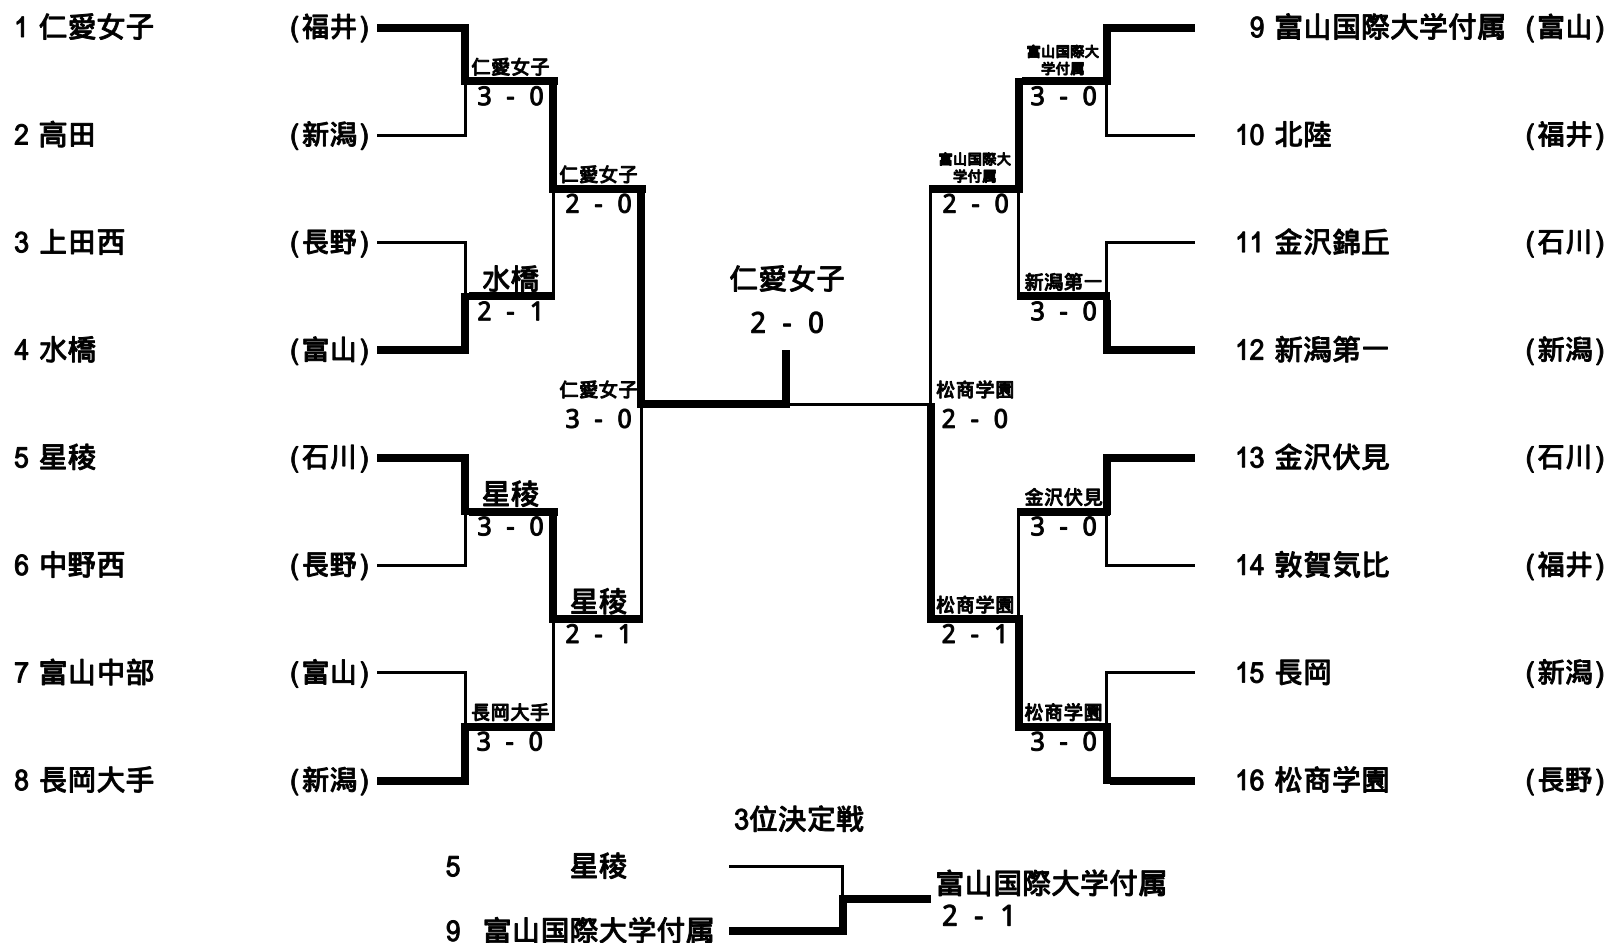 1 仁愛女子 (福井)
仁愛女子
3 - 0
2 高田 (新潟)
仁愛女子
2 - 0
3 上田西 (長野)
水橋
2 - 1
4 水橋 (富山)
仁愛女子
3 - 0
5 星稜 (石川)
星稜
3 - 0
6 中野西 (長野)
星稜
2 - 1
7 富山中部 (富山)
長岡大手
3 - 0
8 長岡大手 (新潟)
仁愛女子
2 - 0
9 富山国際大学付属 (富山)
富山国際大
学付属
3 - 0
10 北陸 (福井)
富山国際大
学付属
2 - 0
11 金沢錦丘 (石川)
新潟第一
3 - 0
12 新潟第一 (新潟)
松商学園
2 - 0
13 金沢伏見 (石川)
金沢伏見
3 - 0
14 敦賀気比 (福井)
松商学園
2 - 1
15 長岡 (新潟)
松商学園
3 - 0
16 松商学園 (長野)
3位決定戦
5 星稜
富山国際大学付属
2 - 1
9 富山国際大学付属